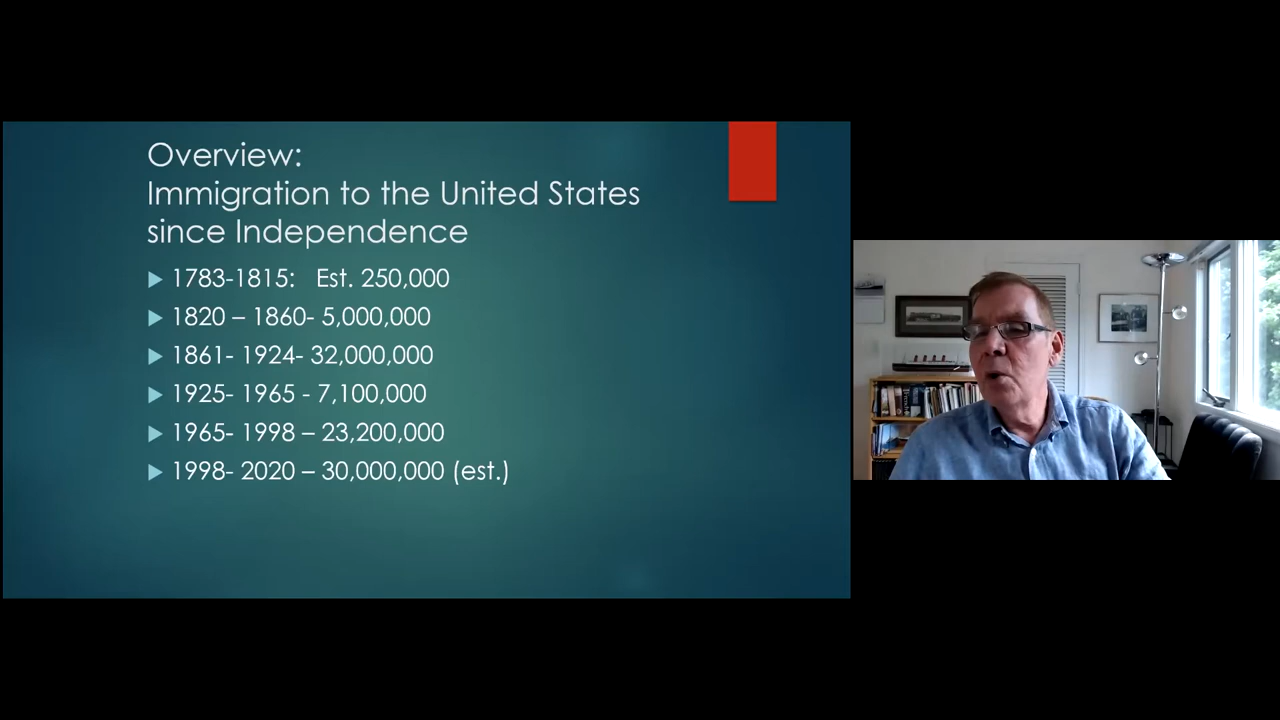 Overview:
Immigration to the United States
since Independence
1783-1815: Est. 250,000
1820 – 1860- 5,000,000
1861- 1924- 32,000,000
1925- 1965 - 7,100,000
1965- 1998 – 23,200,000
1998- 2020 – 30,000,000 (est.)